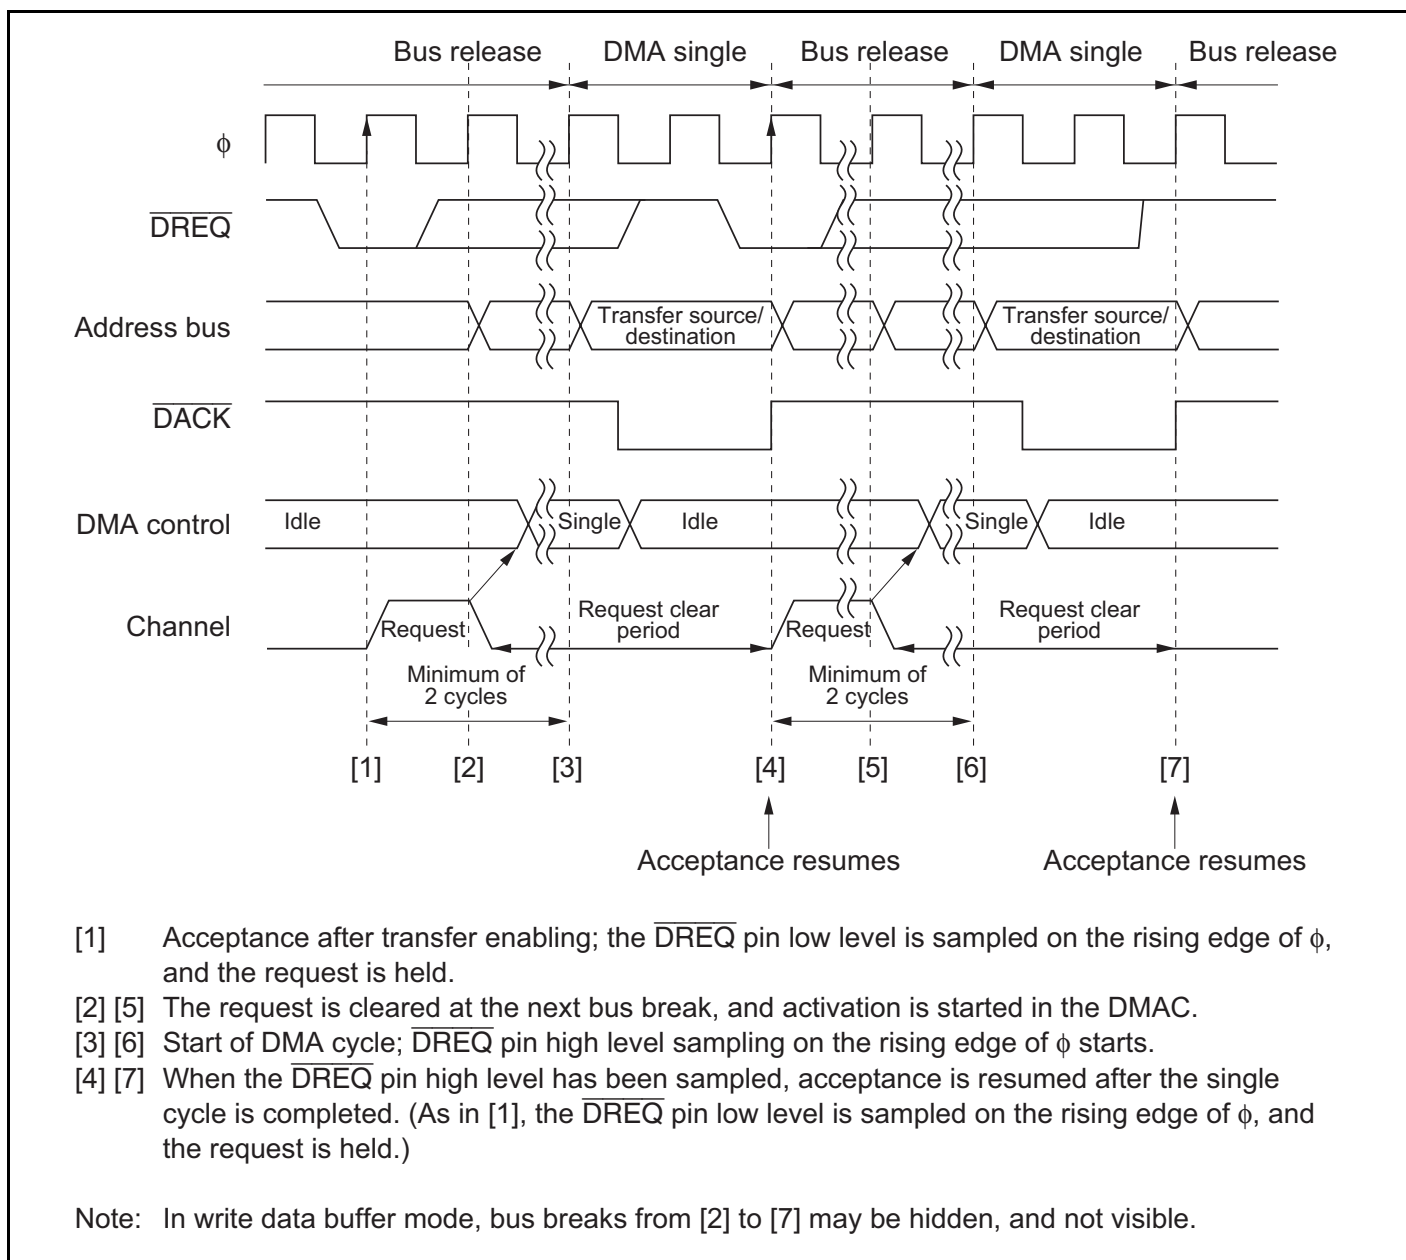 Bus release DMA single Bus release DMA single Bus release
φ
DREQ
Address bus
Transfer source/
destination
Transfer source/
destination
DACK
DMA control
Idle Single Idle Single Idle
Channel
Request
Request clear
period
Request
Request clear
period
Minimum of
2 cycles
Minimum of
2 cycles
[1] [2] [3] [4] [5] [6] [7]
Acceptance resumes Acceptance resumes
[1] Acceptance after transfer enabling; the DREQ pin low level is sampled on the rising edge of φ,
and the request is held.
[2] [5] The request is cleared at the next bus break, and activation is started in the DMAC.
[3] [6] Start of DMA cycle; DREQ pin high level sampling on the rising edge of φ starts.
[4] [7] When the DREQ pin high level has been sampled, acceptance is resumed after the single
cycle is completed. (As in [1], the DREQ pin low level is sampled on the rising edge of φ, and
the request is held.)
Note: In write data buffer mode, bus breaks from [2] to [7] may be hidden, and not visible.